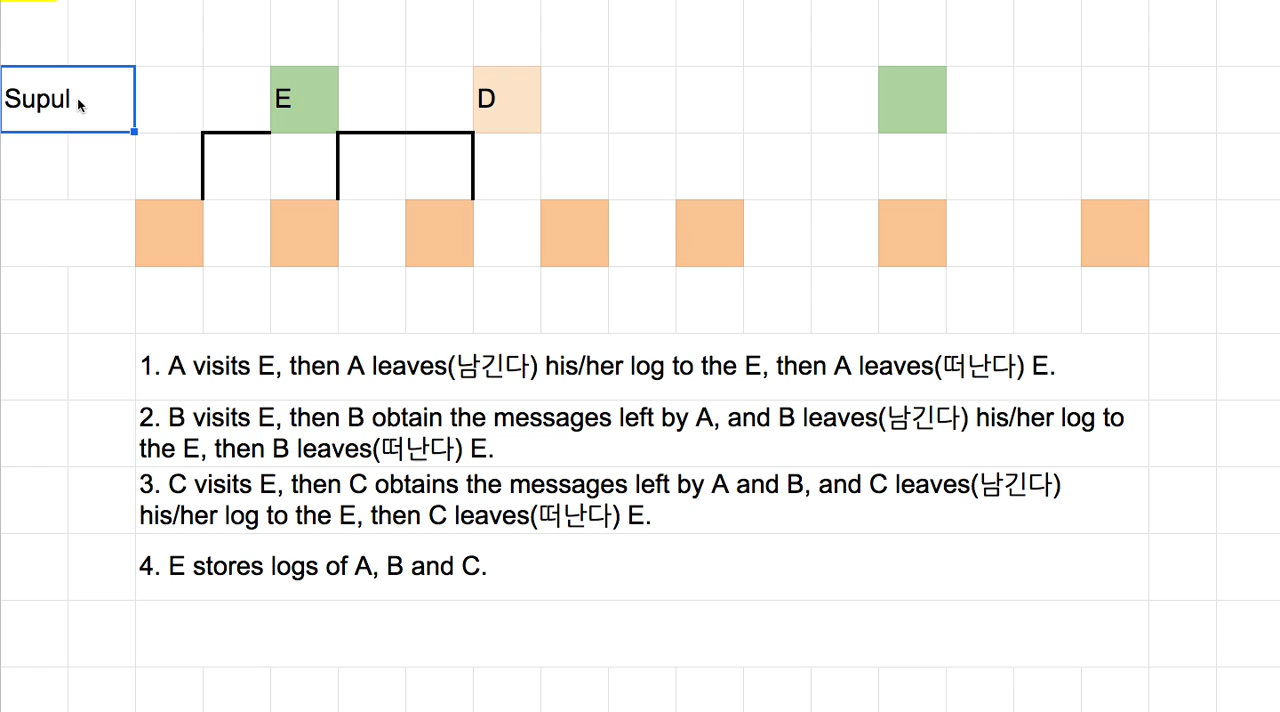 Supul
E
D
1. A visits E, then A leaves(남긴다) his/her log to the E, then A leaves(떠난다) E.
2. B visits E, then B obtain the messages left by A, and B leaves(남긴다) his/her log to
the E, then B leaves(떠난다) E.
3. C visits E, then C obtains the messages left by A and B, and C leaves(남긴다)
his/her log to the E, then C leaves(떠난다) E.
4. E stores logs of A, B and C.